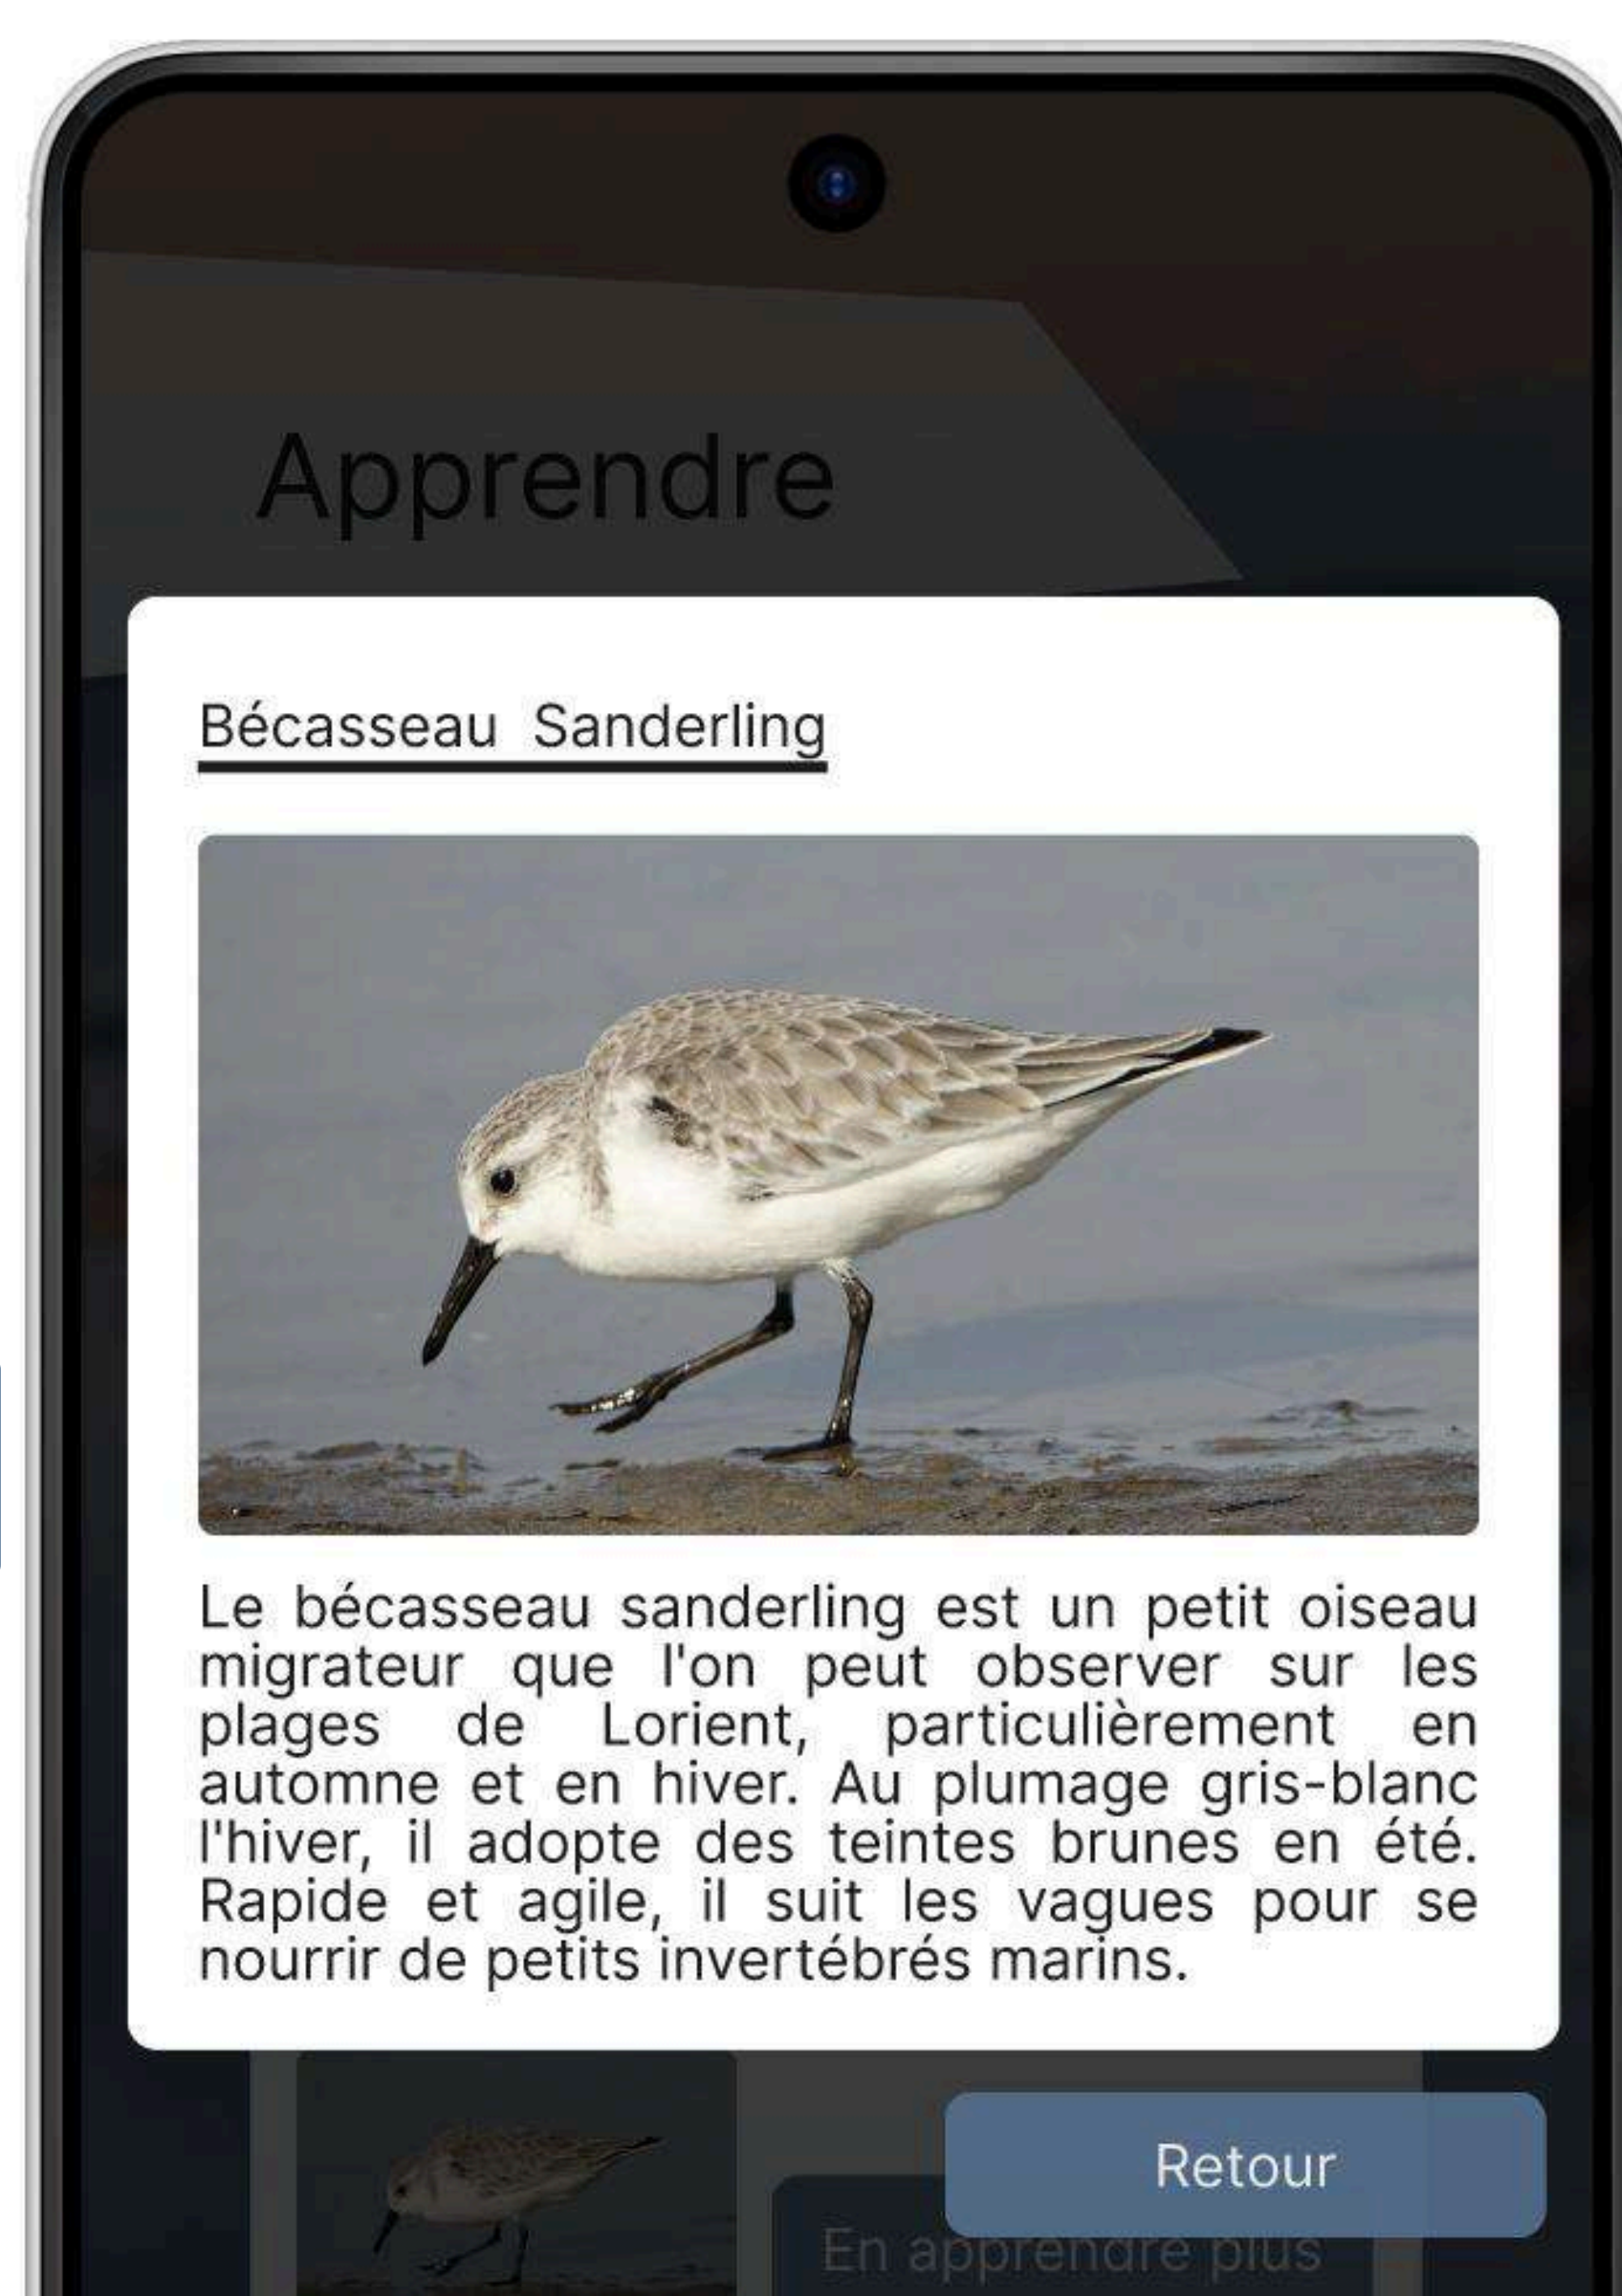 Apprendre
Bécasseau Sanderling
Le bécasseau sanderling est un petit oiseau
migrateur que l'on peut observer sur les
plages de Lorient, particulièrement en
automne et en hiver. Au plumage gris-blanc
l'hiver, il adopte des teintes brunes en été.
Rapide et agile, il suit les vagues pour se
nourrir de petits invertébrés marins.
Retour
En apprendre plus